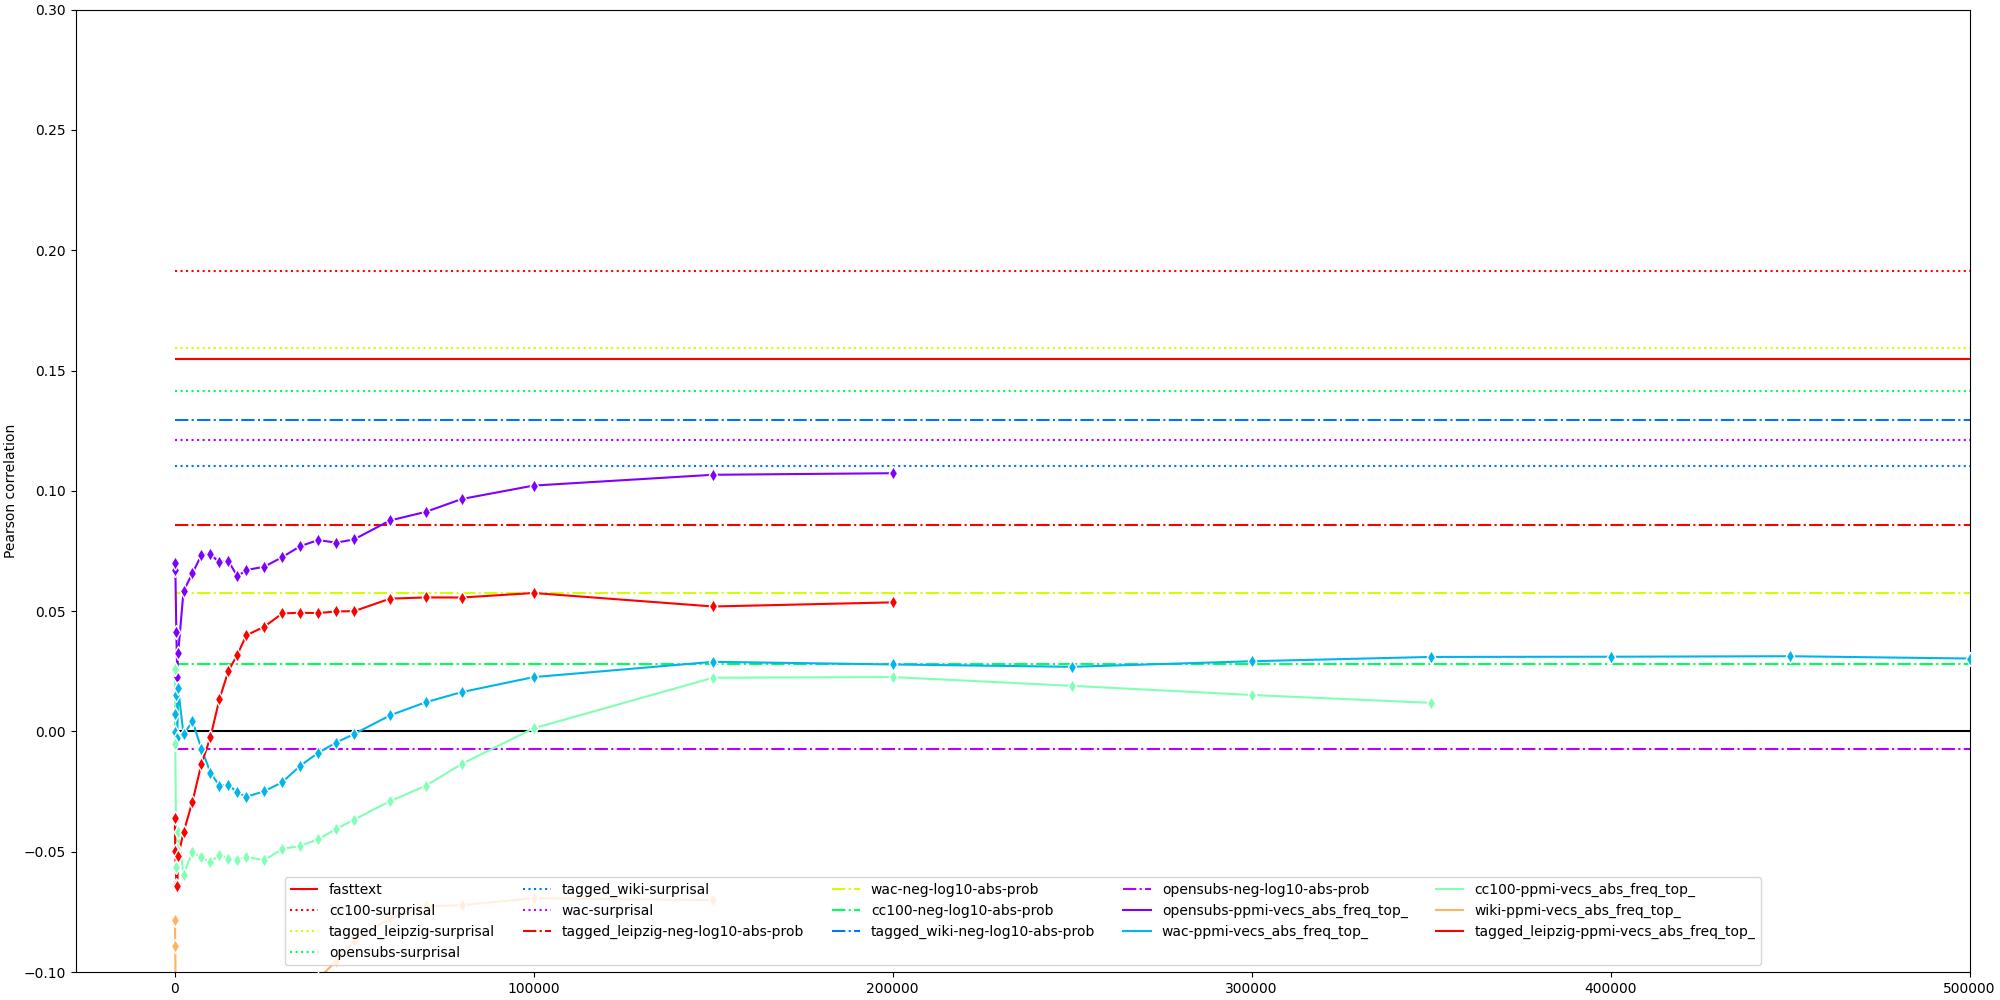 0.30
0.25
0.20
0.15
0.10
0.05
0.00
−0.05
−0.10
Pearson correlation
0 100000 200000 300000 400000 500000
fasttext
cc100-surprisal
tagged_leipzig-surprisal
opensubs-surprisal
tagged_wiki-surprisal
wac-surprisal
tagged_leipzig-neg-log10-abs-prob
wac-neg-log10-abs-prob
cc100-neg-log10-abs-prob
tagged_wiki-neg-log10-abs-prob
opensubs-neg-log10-abs-prob
opensubs-ppmi-vecs_abs_freq_top_
wac-ppmi-vecs_abs_freq_top_
cc100-ppmi-vecs_abs_freq_top_
wiki-ppmi-vecs_abs_freq_top_
tagged_leipzig-ppmi-vecs_abs_freq_top_